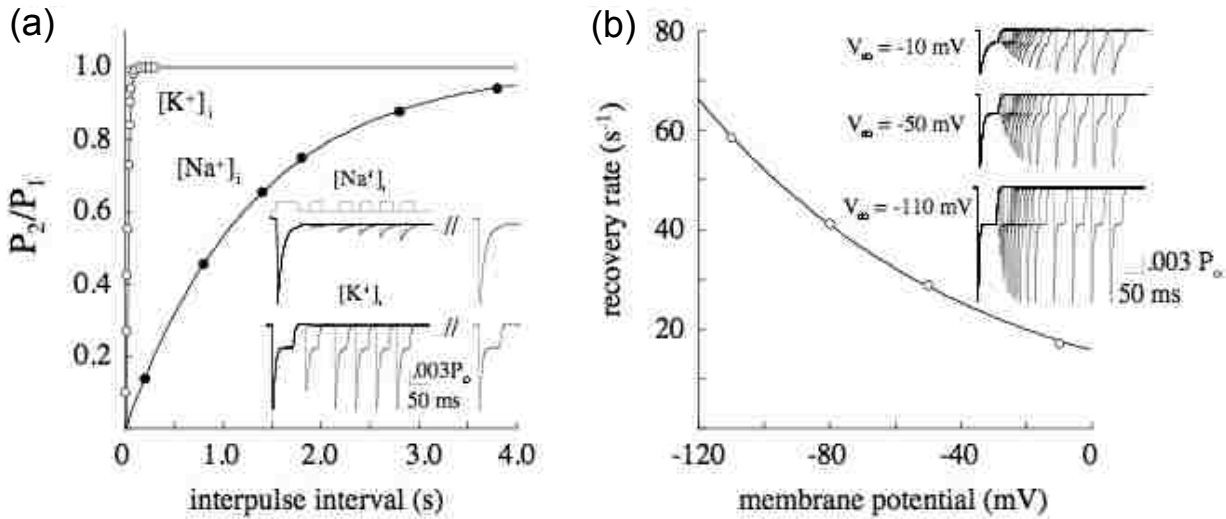 (a)
P₂/P₁
1.0
0.8
0.6
0.4
0.2
0
1.0
2.0
3.0
4.0
interpulse interval (s)
[K⁺]ᵢ
[Na⁺]ᵢ
[Na⁺]ᵢ
//
[K⁺]ᵢ
//
.003Pₒ
50 ms
(b)
recovery rate (s⁻¹)
80
60
40
20
-120
-80
-40
0
membrane potential (mV)
V∞ = -10 mV
V∞ = -50 mV
V∞ = -110 mV
.003 Pₒ
50 ms